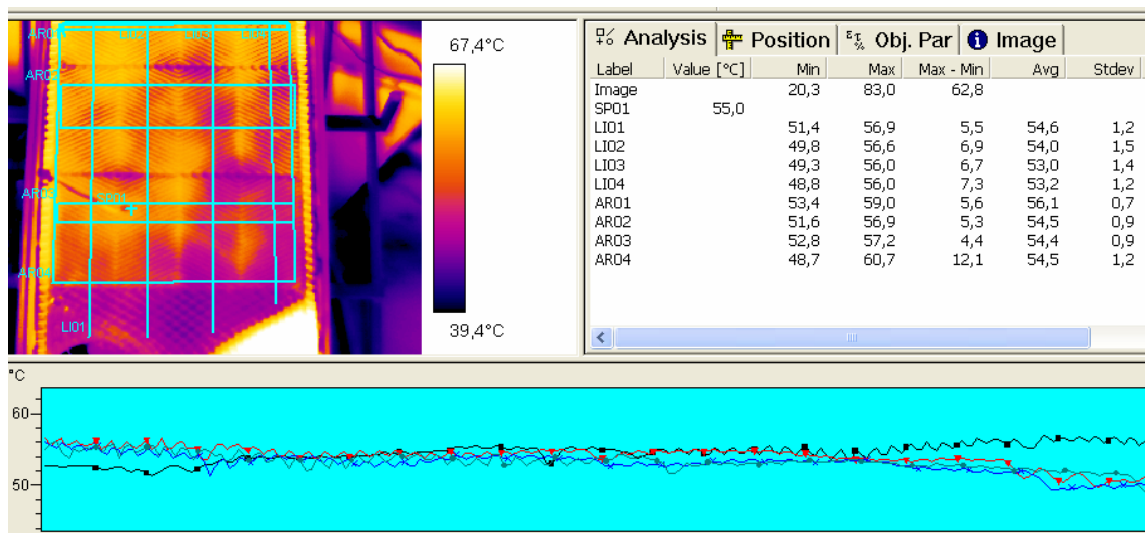 AR01
AR02
AR03
SP01
AR04
LI01
67,4°C
39,4°C
Analysis Position ε τ % Obj. Par Image
Label Value [°C] Min Max Max - Min Avg Stdev
Image 20,3 83,0 62,8
SP01 55,0
LI01 51,4 56,9 5,5 54,6 1,2
LI02 49,8 56,6 6,9 54,0 1,5
LI03 49,3 56,0 6,7 53,0 1,4
LI04 48,8 56,0 7,3 53,2 1,2
AR01 53,4 59,0 5,6 56,1 0,7
AR02 51,6 56,9 5,3 54,5 0,9
AR03 52,8 57,2 4,4 54,4 0,9
AR04 48,7 60,7 12,1 54,5 1,2
°C
60
50